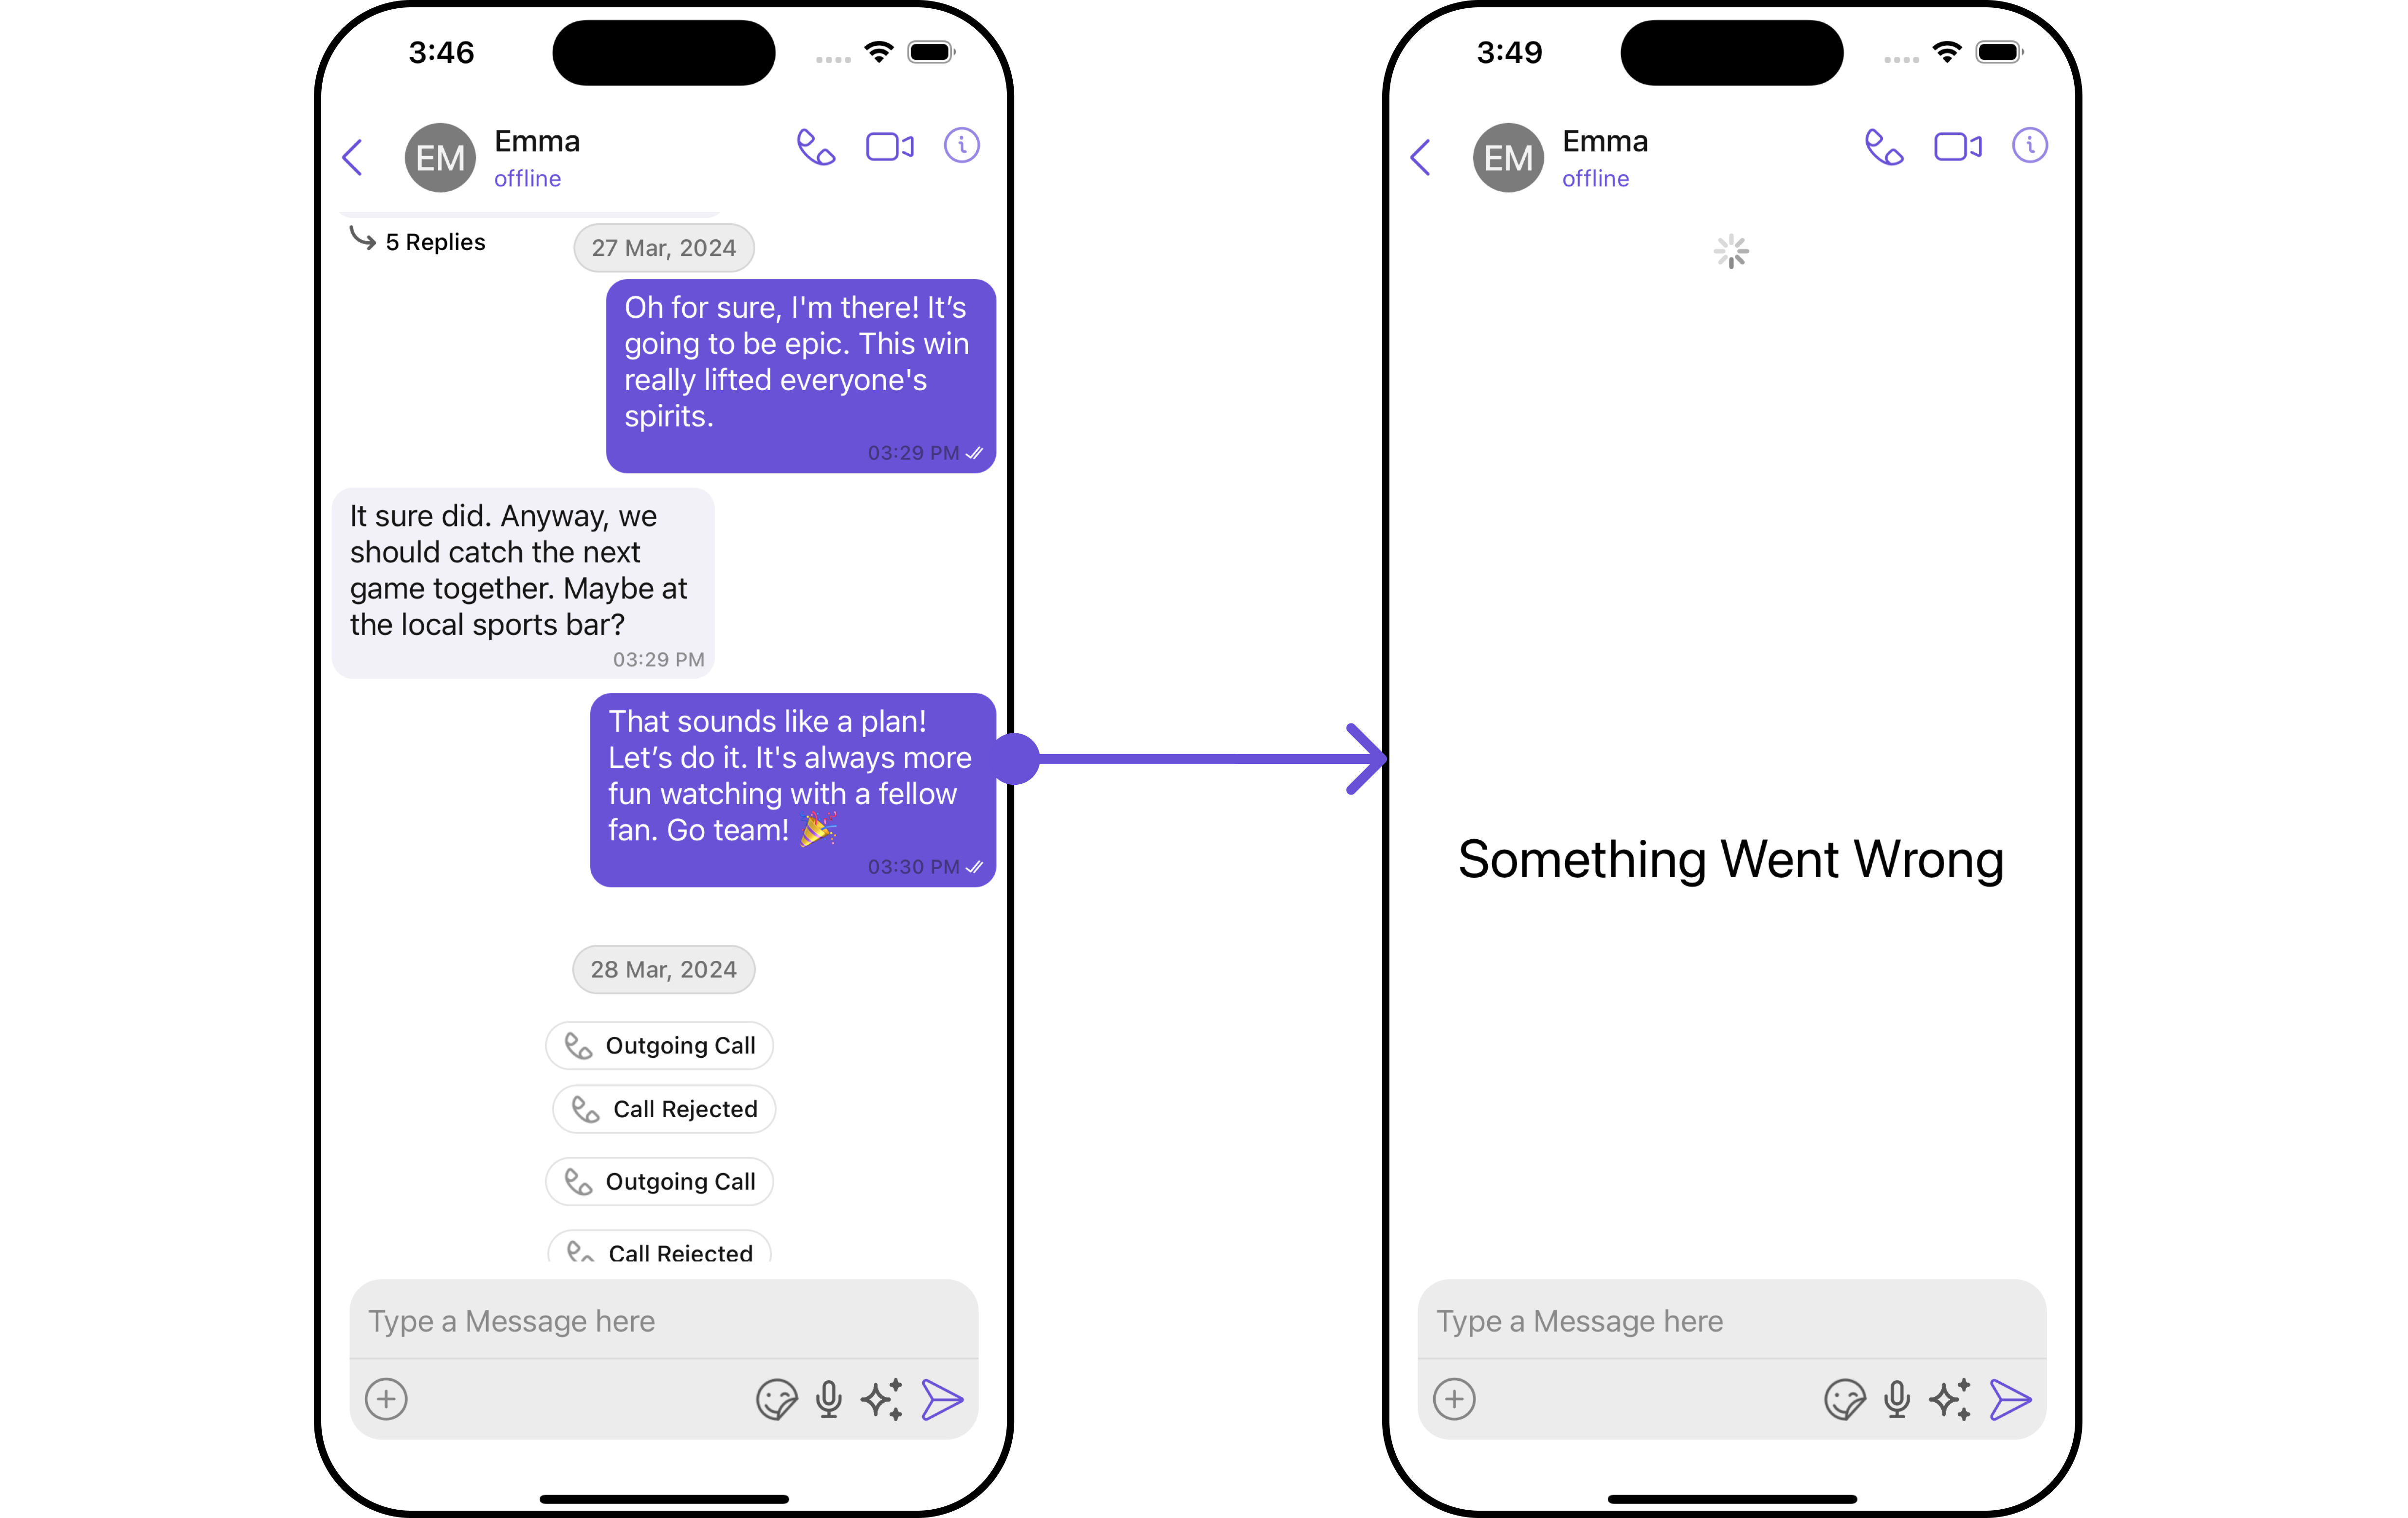 3:46
EM
Emma
offline
5 Replies
27 Mar, 2024
Oh for sure, I'm there! It’s
going to be epic. This win
really lifted everyone's
spirits.
03:29 PM
It sure did. Anyway, we
should catch the next
game together. Maybe at
the local sports bar?
03:29 PM
That sounds like a plan!
Let’s do it. It's always more
fun watching with a fellow
fan. Go team! 🎉
03:30 PM
28 Mar, 2024
Outgoing Call
Call Rejected
Outgoing Call
Call Rejected
Type a Message here
3:49
EM
Emma
offline
Something Went Wrong
Type a Message here